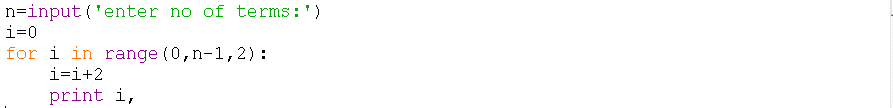 n=input('enter no of terms:')
i=0
for i in range(0,n-1,2):
    i=i+2
    print i,